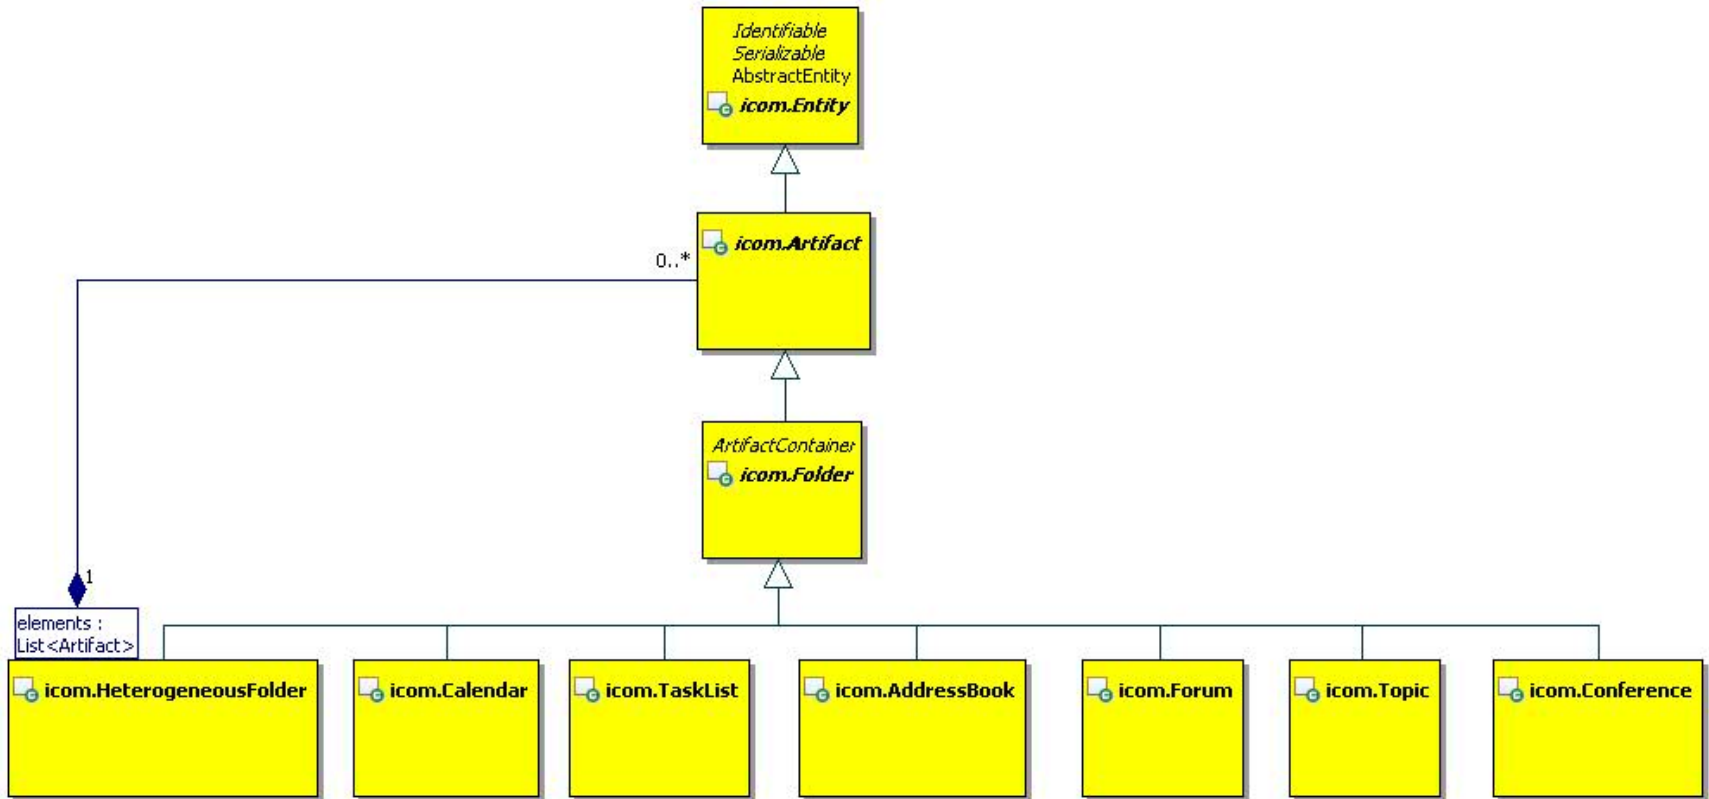 Identifiable
Serializable
AbstractEntity
icom.Entity
icom.Artifact
0..*
ArtifactContainer
icom.Folder
1
elements :
List<Artifact>
icom.HeterogeneousFolder
icom.Calendar
icom.TaskList
icom.AddressBook
icom.Forum
icom.Topic
icom.Conference